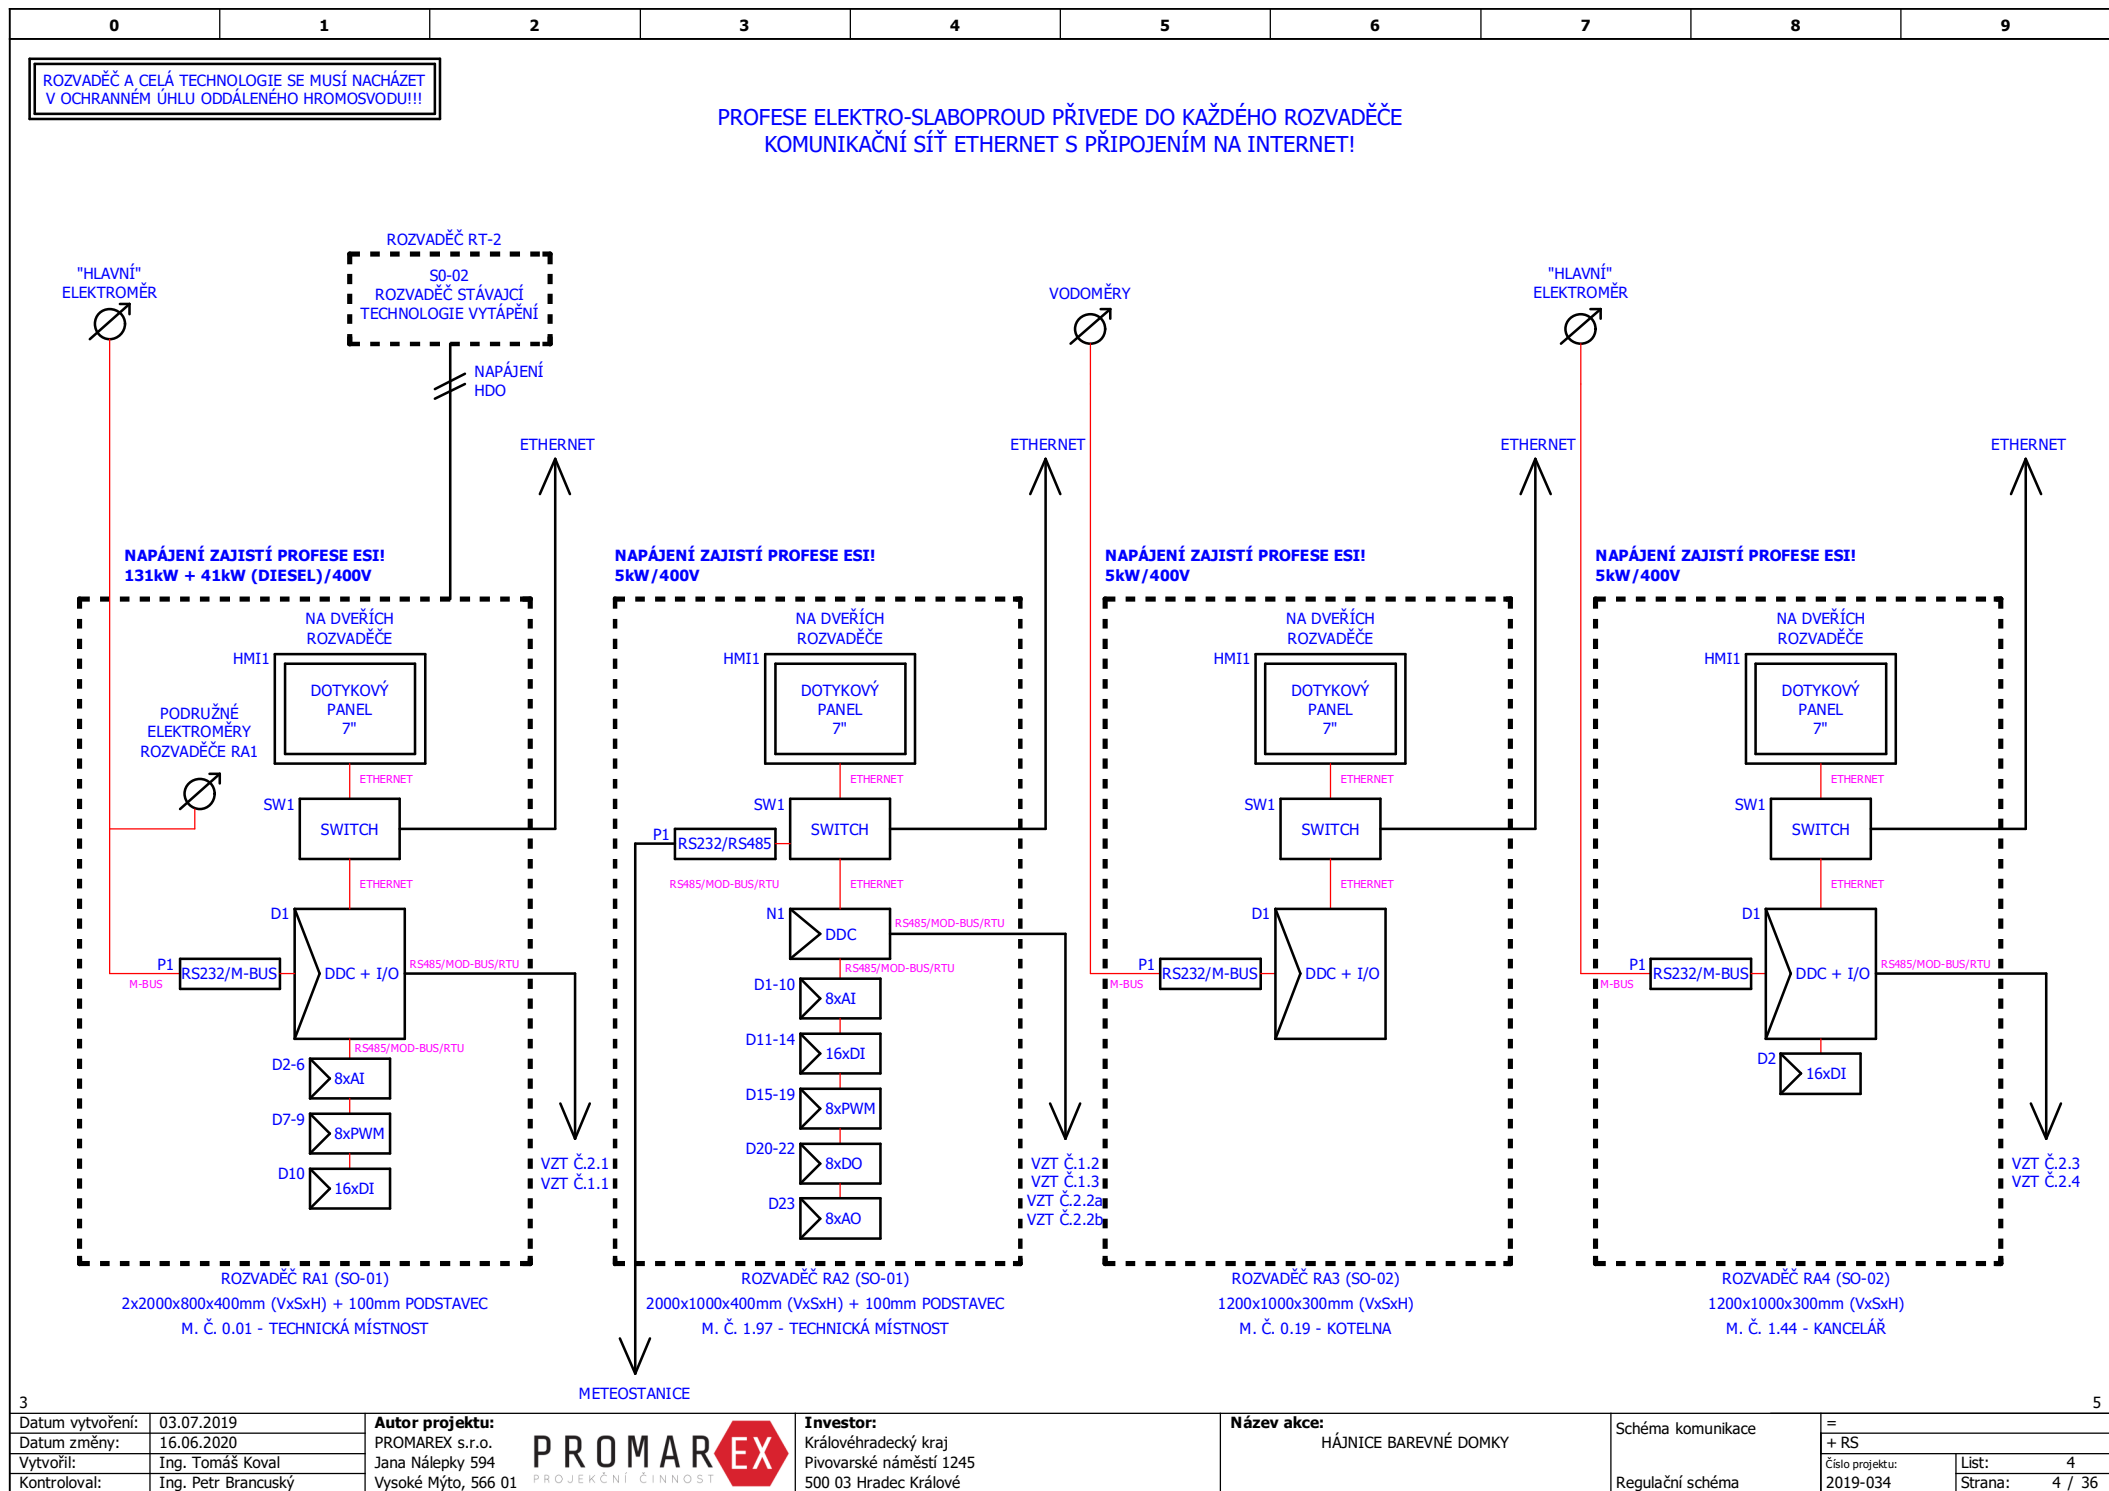 0 1 2 3 4 5 6 7 8 9
ROZVADĚČ A CELÁ TECHNOLOGIE SE MUSÍ NACHÁZET
V OCHRANNÉM ÚHLU ODDÁLENÉHO HROMOSVODU!!!
PROFESE ELEKTRO-SLABOPROUD PŘIVEDE DO KAŽDÉHO ROZVADĚČE
KOMUNIKAČNÍ SÍŤ ETHERNET S PŘIPOJENÍM NA INTERNET!
"HLAVNÍ"
ELEKTROMĚR
ROZVADĚČ RT-2
S0-02
ROZVADĚČ STÁVAJCÍ
TECHNOLOGIE VYTÁPĚNÍ
NAPÁJENÍ
HDO
VODOMĚRY
"HLAVNÍ"
ELEKTROMĚR
ETHERNET
ETHERNET
ETHERNET
ETHERNET
NAPÁJENÍ ZAJISTÍ PROFESE ESI!
131kW + 41kW (DIESEL)/400V
NA DVEŘÍCH
ROZVADĚČE
HMI1
DOTYKOVÝ
PANEL
7"
PODRUŽNÉ
ELEKTROMĚRY
ROZVADĚČE RA1
ETHERNET
SW1
SWITCH
ETHERNET
D1
DDC + I/O
P1
RS232/M-BUS
M-BUS
RS485/MOD-BUS/RTU
RS485/MOD-BUS/RTU
D2-6
8xAI
D7-9
8xPWM
D10
16xDI
VZT Č.2.1
VZT Č.1.1
ROZVADĚČ RA1 (SO-01)
2x2000x800x400mm (VxSxH) + 100mm PODSTAVEC
M. Č. 0.01 - TECHNICKÁ MÍSTNOST
NAPÁJENÍ ZAJISTÍ PROFESE ESI!
5kW/400V
NA DVEŘÍCH
ROZVADĚČE
HMI1
DOTYKOVÝ
PANEL
7"
ETHERNET
SW1
SWITCH
P1
RS232/RS485
RS485/MOD-BUS/RTU
ETHERNET
N1
DDC
RS485/MOD-BUS/RTU
RS485/MOD-BUS/RTU
D1-10
8xAI
D11-14
16xDI
D15-19
8xPWM
D20-22
8xDO
D23
8xAO
VZT Č.1.2
VZT Č.1.3
VZT Č.2.2a
VZT Č.2.2b
ROZVADĚČ RA2 (SO-01)
2000x1000x400mm (VxSxH) + 100mm PODSTAVEC
M. Č. 1.97 - TECHNICKÁ MÍSTNOST
METEOSTANICE
NAPÁJENÍ ZAJISTÍ PROFESE ESI!
5kW/400V
NA DVEŘÍCH
ROZVADĚČE
HMI1
DOTYKOVÝ
PANEL
7"
ETHERNET
SW1
SWITCH
ETHERNET
D1
DDC + I/O
P1
RS232/M-BUS
M-BUS
ROZVADĚČ RA3 (SO-02)
1200x1000x300mm (VxSxH)
M. Č. 0.19 - KOTELNA
NAPÁJENÍ ZAJISTÍ PROFESE ESI!
5kW/400V
NA DVEŘÍCH
ROZVADĚČE
HMI1
DOTYKOVÝ
PANEL
7"
ETHERNET
SW1
SWITCH
ETHERNET
D1
DDC + I/O
P1
RS232/M-BUS
M-BUS
RS485/MOD-BUS/RTU
D2
16xDI
VZT Č.2.3
VZT Č.2.4
ROZVADĚČ RA4 (SO-02)
1200x1000x300mm (VxSxH)
M. Č. 1.44 - KANCELÁŘ
3
5
Datum vytvoření: 03.07.2019
Datum změny: 16.06.2020
Vytvořil: Ing. Tomáš Koval
Kontroloval: Ing. Petr Brancuský
Autor projektu:
PROMAREX s.r.o.
Jana Nálepky 594
Vysoké Mýto, 566 01
PROMAREX
PROJEKČNÍ ČINNOST
Investor:
Královéhradecký kraj
Pivovarské náměstí 1245
500 03 Hradec Králové
Název akce:
HÁJNICE BAREVNÉ DOMKY
Schéma komunikace
Regulační schéma
=
+ RS
Číslo projektu:
2019-034
List: 4
Strana: 4 / 36